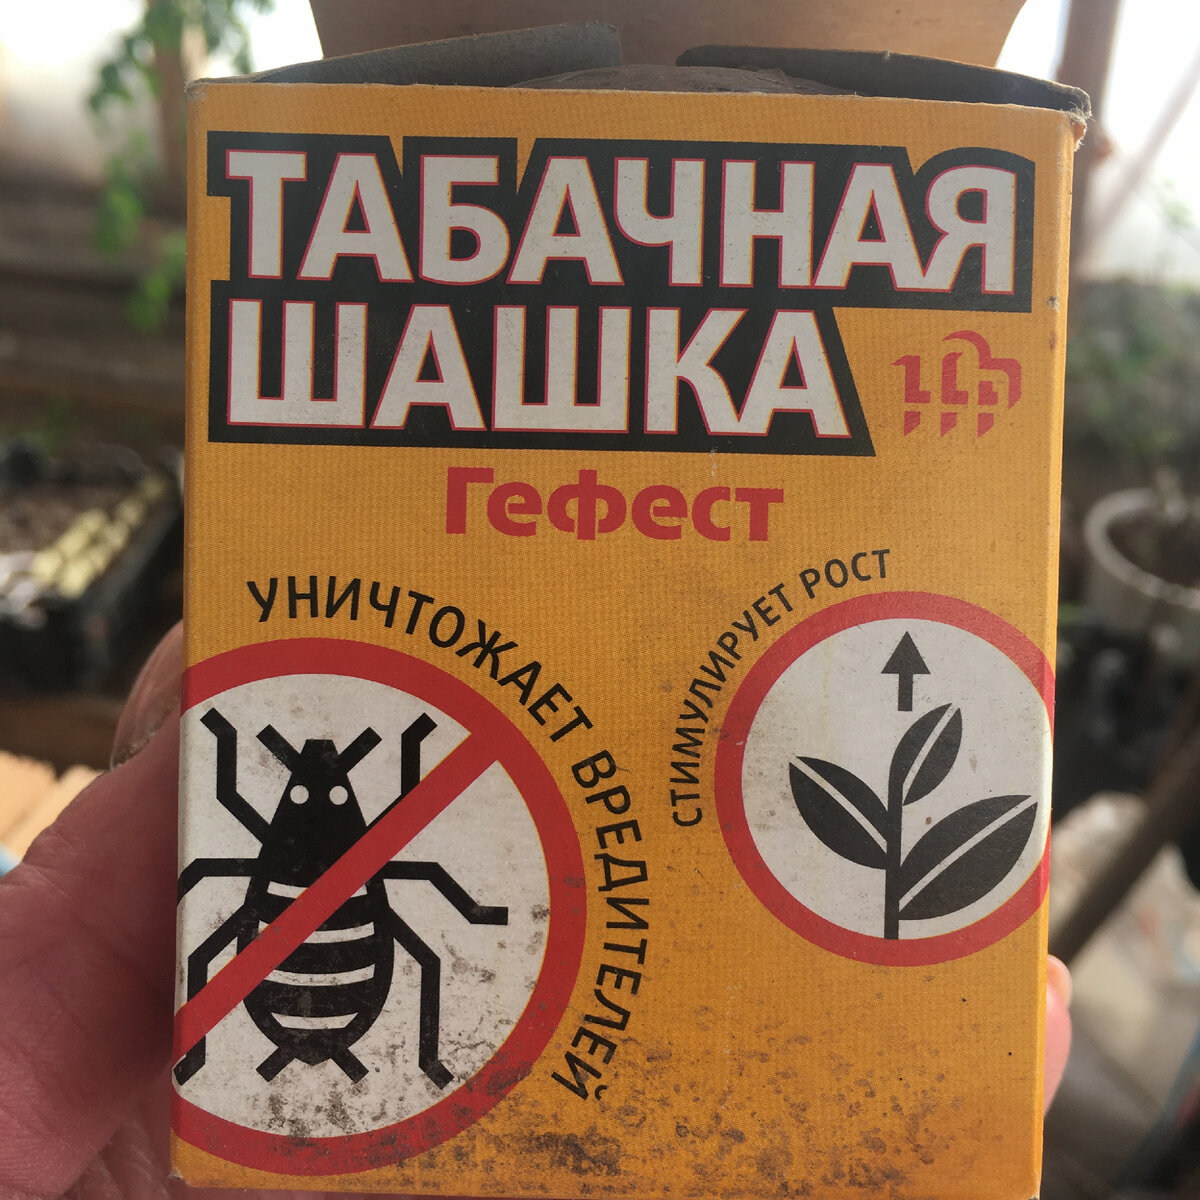 ТАБАЧНАЯ
ШАШКА
Гефест
УНИЧТОЖАЕТ ВРЕДИТЕЛЕЙ
СТИМУЛИРУЕТ РОСТ